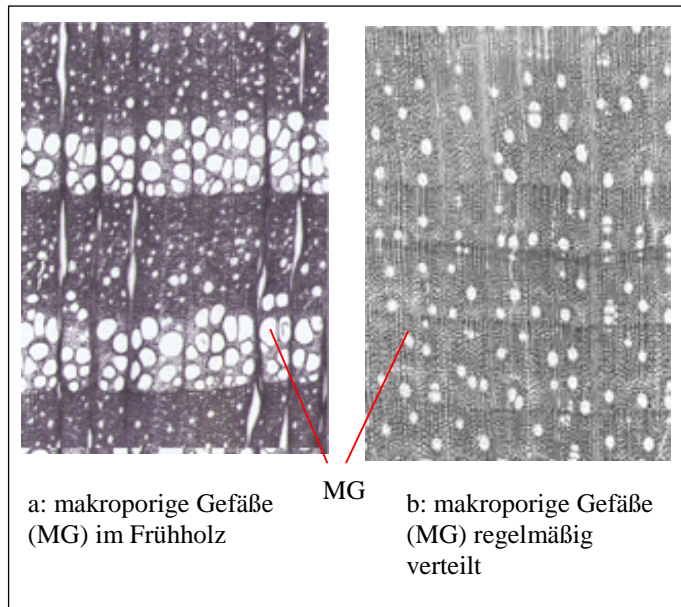 MG
a: makroporige Gefäße
(MG) im Frühholz
b: makroporige Gefäße
(MG) regelmäßig
verteilt